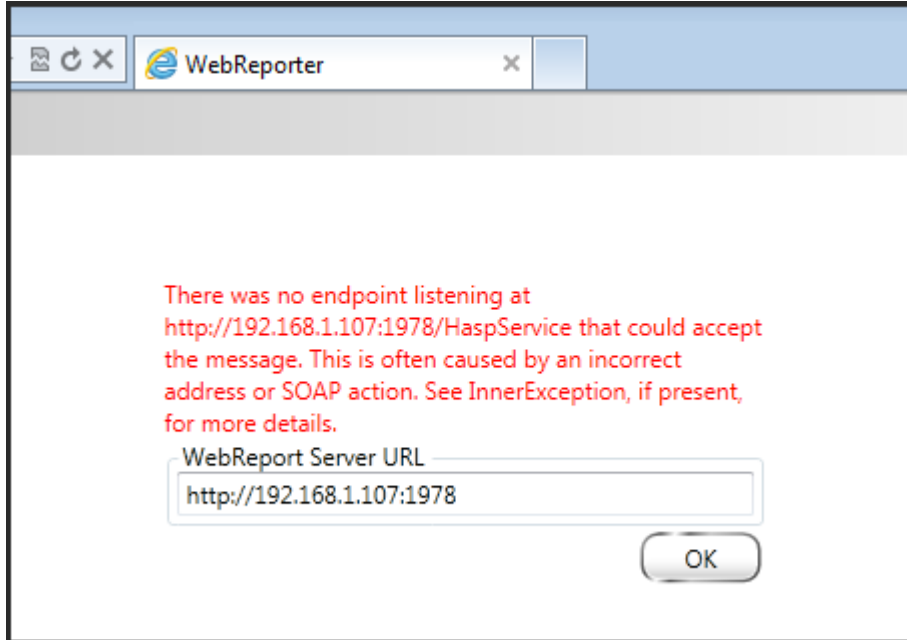 WebReporter
There was no endpoint listening at
http://192.168.1.107:1978/HaspService that could accept
the message. This is often caused by an incorrect
address or SOAP action. See InnerException, if present,
for more details.
WebReport Server URL
http://192.168.1.107:1978
OK